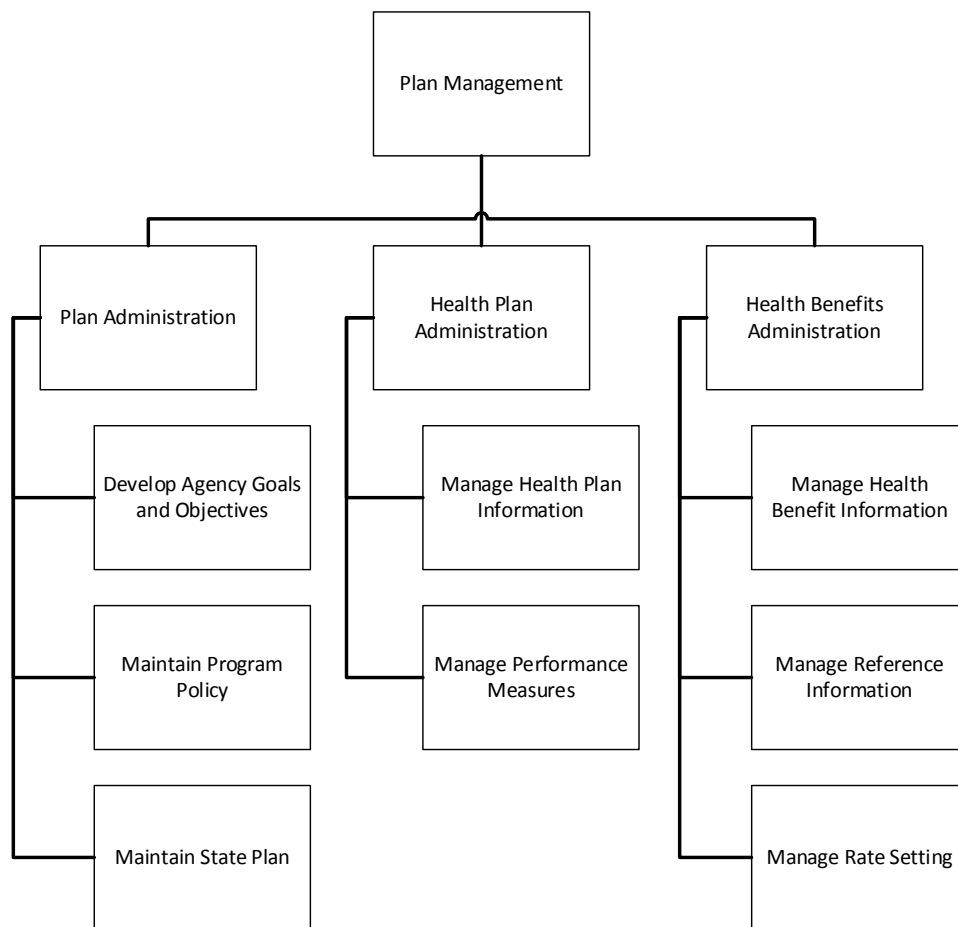 Plan Management
Plan Administration
Health Plan
Administration
Health Benefits
Administration
Develop Agency Goals
and Objectives
Manage Health Plan
Information
Manage Health
Benefit Information
Maintain Program
Policy
Manage Performance
Measures
Manage Reference
Information
Maintain State Plan
Manage Rate Setting